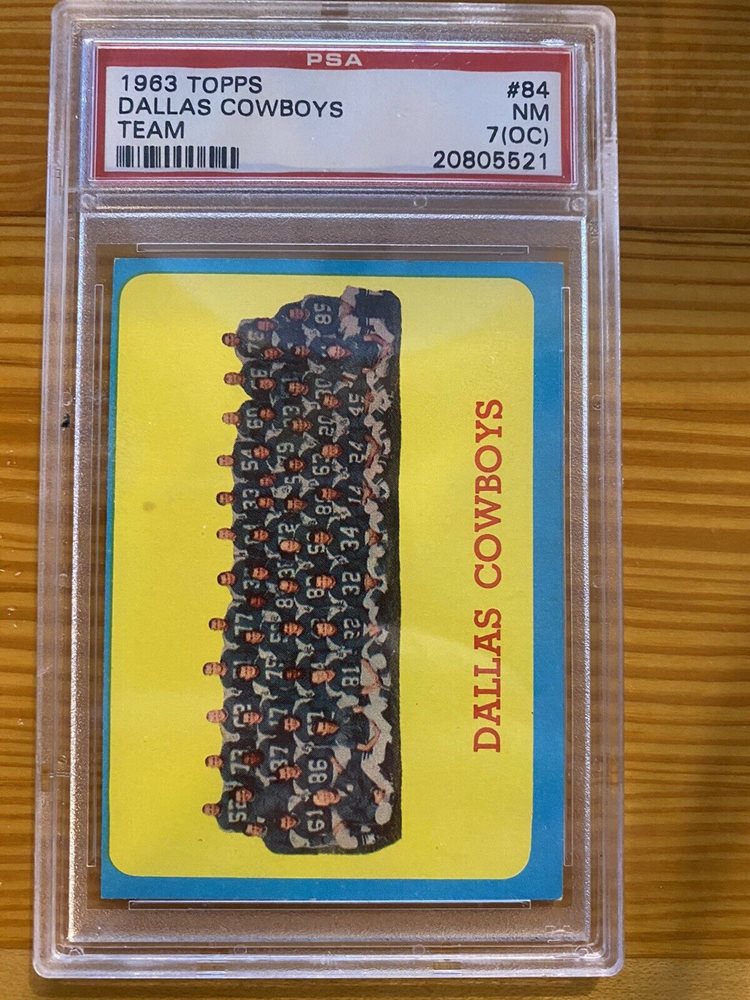 PSA
1963 TOPPS #84
DALLAS COWBOYS NM
TEAM 7(OC)
20805521
DALLAS COWBOYS